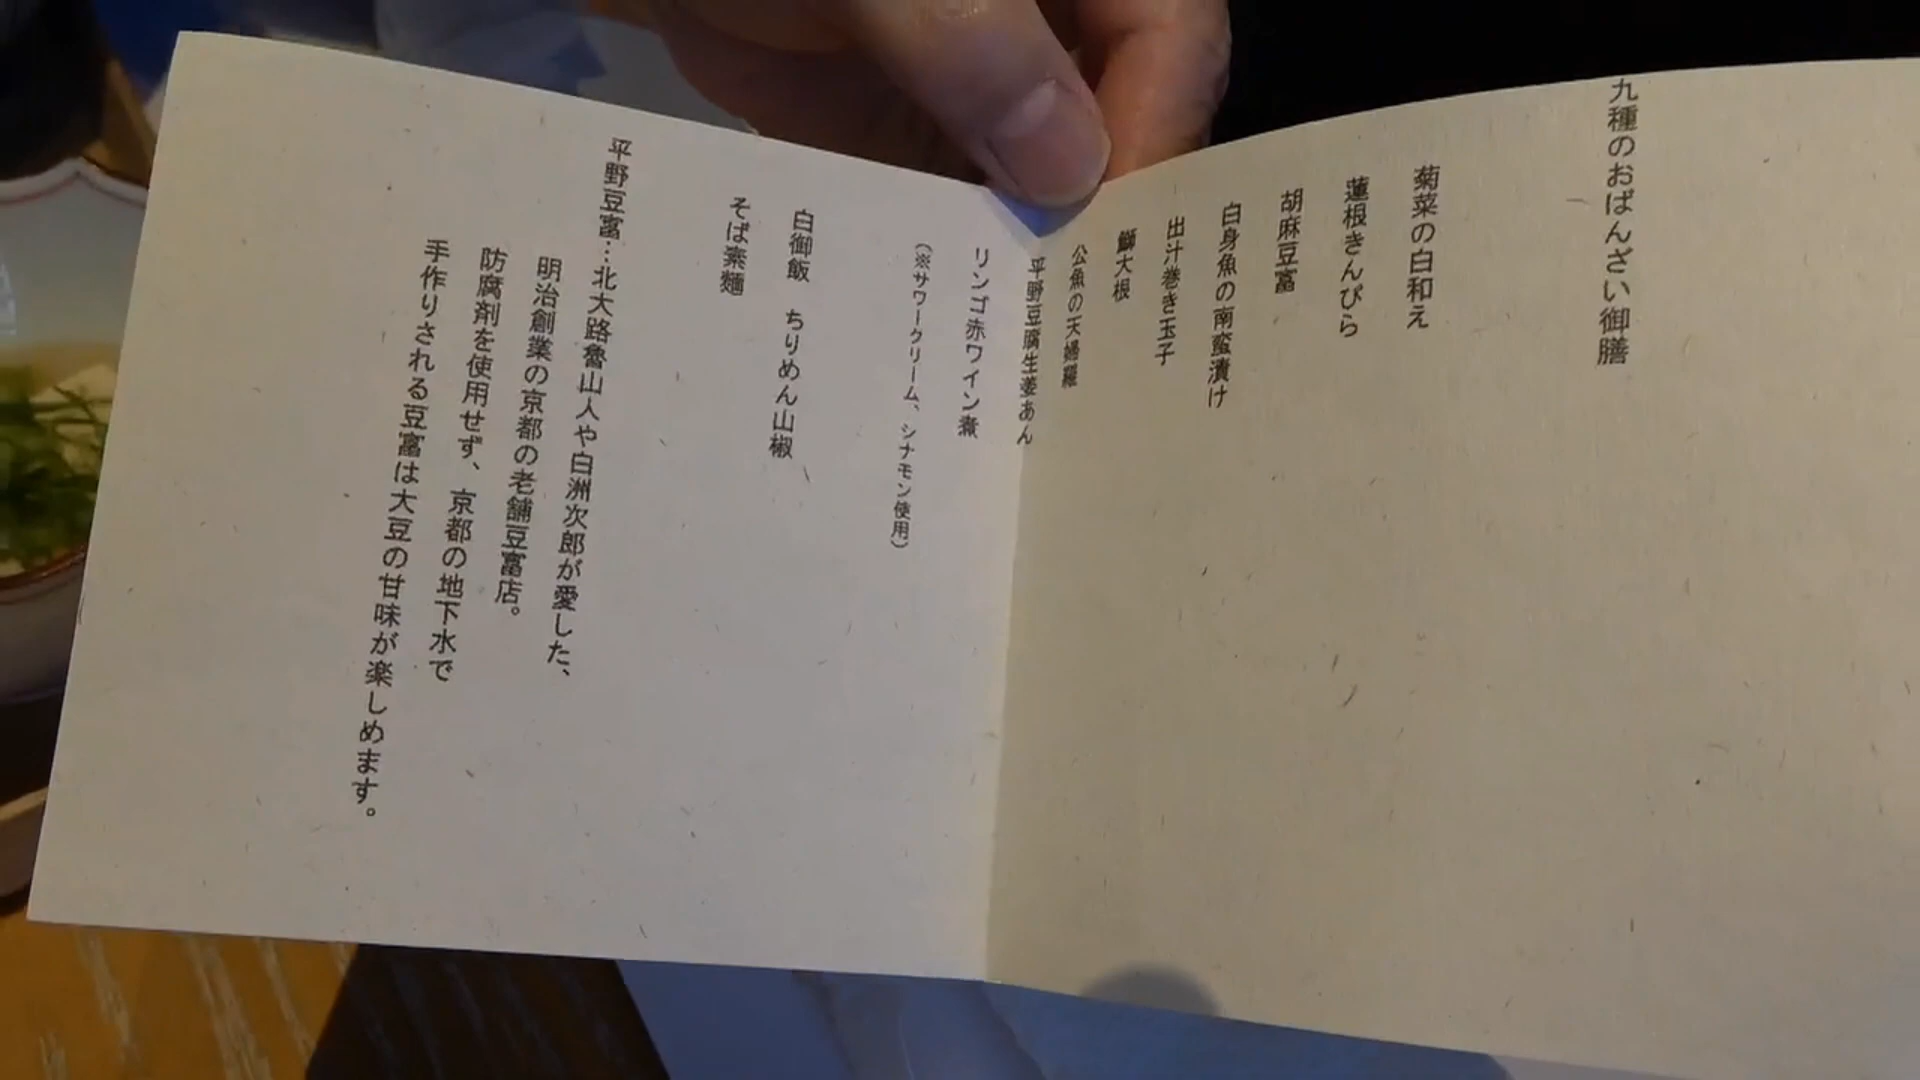 九種のおばんざい御膳
菊菜の白和え
蓮根きんぴら
胡麻豆富
白身魚の南蛮漬け
出汁巻き玉子
鰤大根
公魚の天婦羅
平野豆腐生姜あん
リンゴ赤ワイン煮
（※サワークリーム、シナモン使用）
白御飯　ちりめん山椒
そば素麺
平野豆富…北大路魯山人や白洲次郎が愛した、
明治創業の京都の老舗豆富店。
防腐剤を使用せず、京都の地下水で
手作りされる豆富は大豆の甘味が楽しめます。